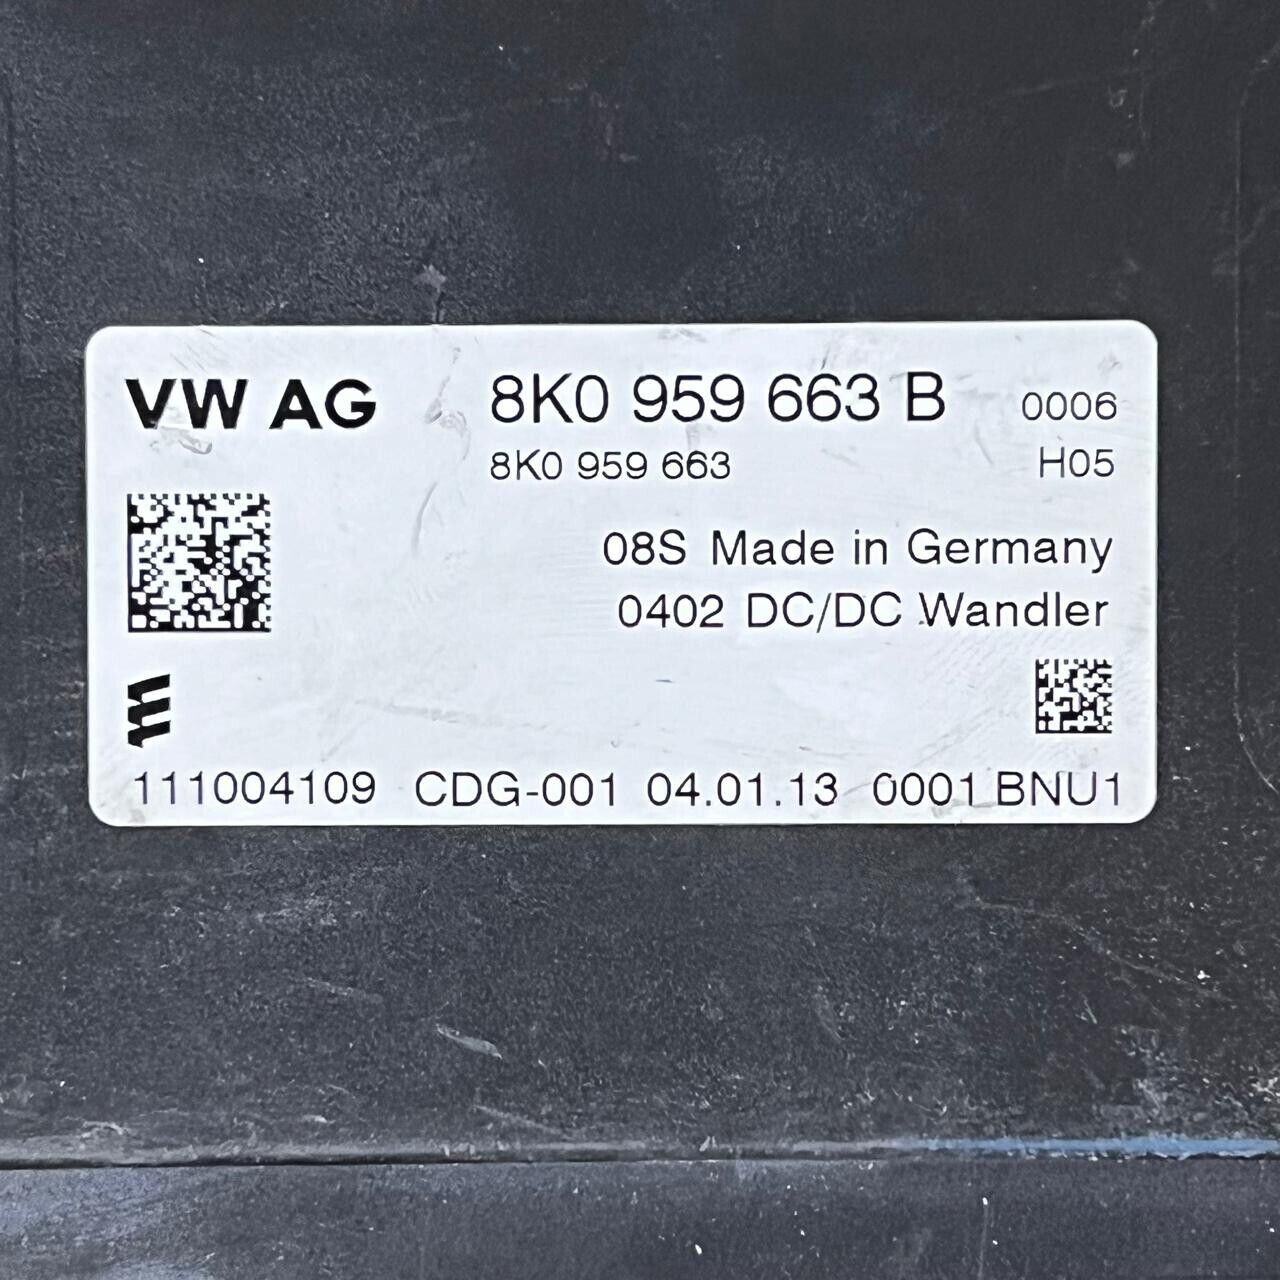 VW AG 8K0 959 663 B 0006
8K0 959 663 H05
08S Made in Germany
0402 DC/DC Wandler
111004109 CDG-001 04.01.13 0001 BNU1